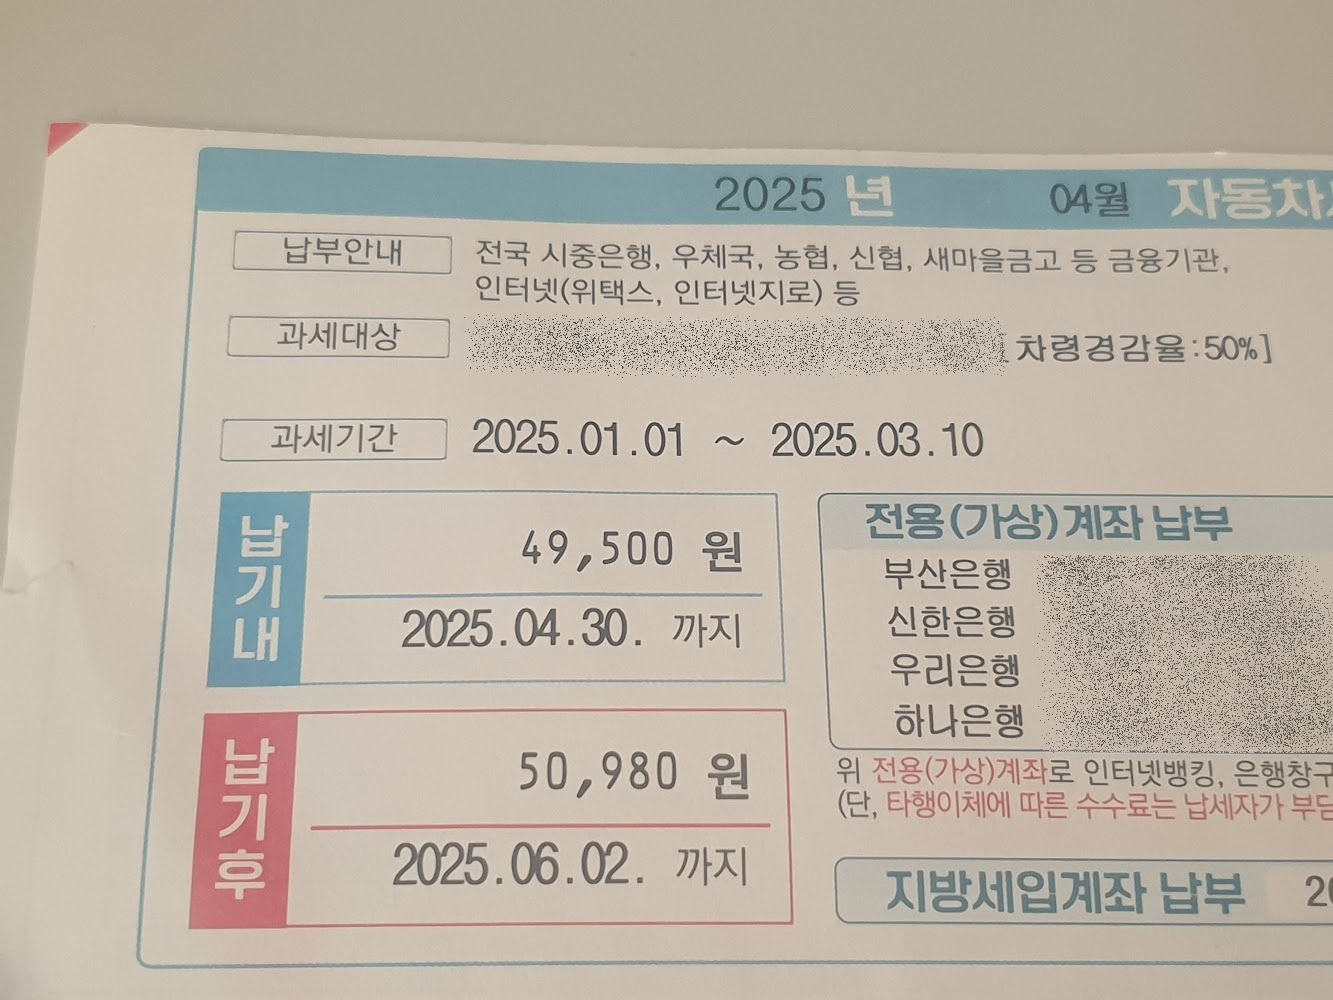 2025 년 04월 자동차
납부안내 전국 시중은행, 우체국, 농협, 신협, 새마을금고 등 금융기관,
인터넷(위택스, 인터넷지로) 등
과세대상 [차령경감율:50%]
과세기간 2025.01.01 ~ 2025.03.10
납기내
49,500 원
2025.04.30. 까지
납기후
50,980 원
2025.06.02. 까지
전용(가상)계좌 납부
부산은행
신한은행
우리은행
하나은행
위 전용(가상)계좌로 인터넷뱅킹, 은행창구
(단, 타행이체에 따른 수수료는 납세자가 부담
지방세입계좌 납부